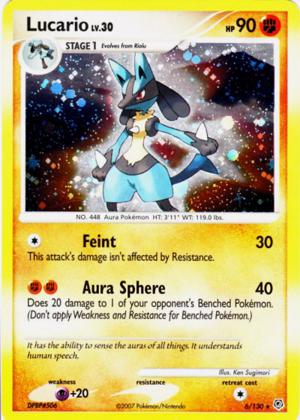 Lucario LV.30
HP 90
STAGE 1 Evolves from Riolu
NO. 448 Aura Pokémon HT: 3'11" WT: 119.0 lbs.
Feint 30
This attack's damage isn't affected by Resistance.
Aura Sphere 40
Does 20 damage to 1 of your opponent's Benched Pokémon.
(Don't apply Weakness and Resistance for Benched Pokémon.)
It has the ability to sense the auras of all things. It understands
human speech.
Illus. Ken Sugimori
weakness resistance retreat cost
+20
DPBP#506
©2007 Pokémon/Nintendo
6/130 ★